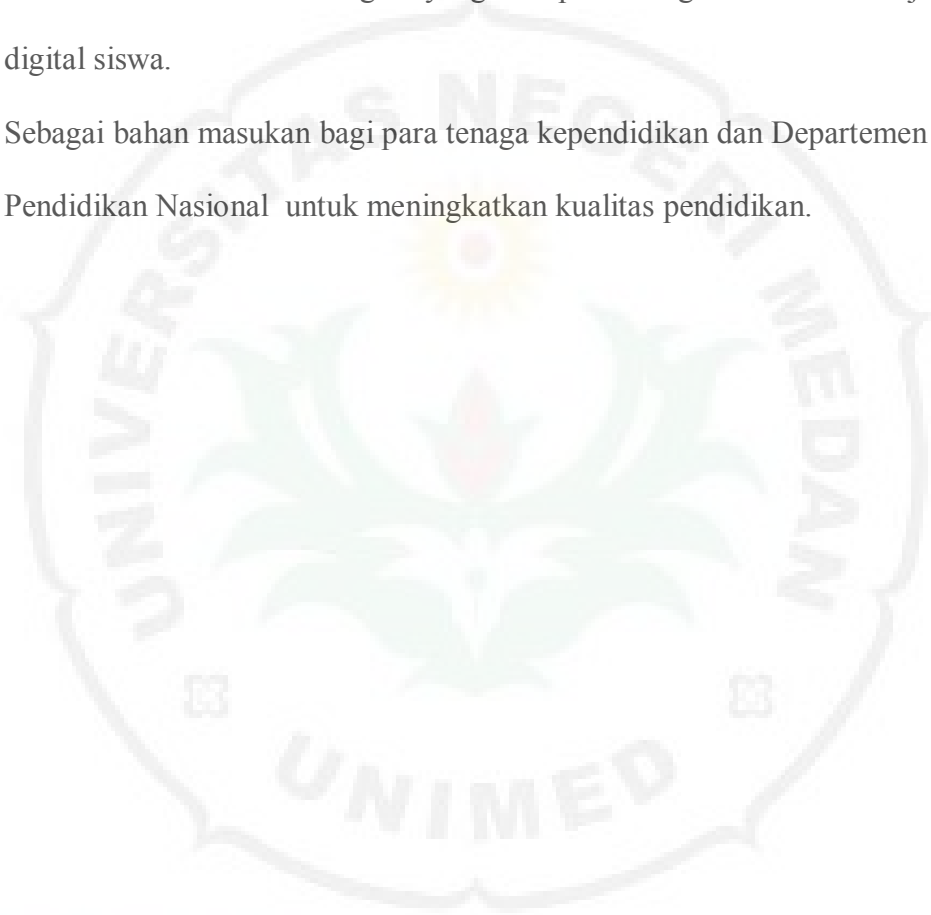 digital siswa.
Sebagai bahan masukan bagi para tenaga kependidikan dan Departemen
Pendidikan Nasional untuk meningkatkan kualitas pendidikan.
UNIVERSITAS NEGERI MEDAN
UNIMED